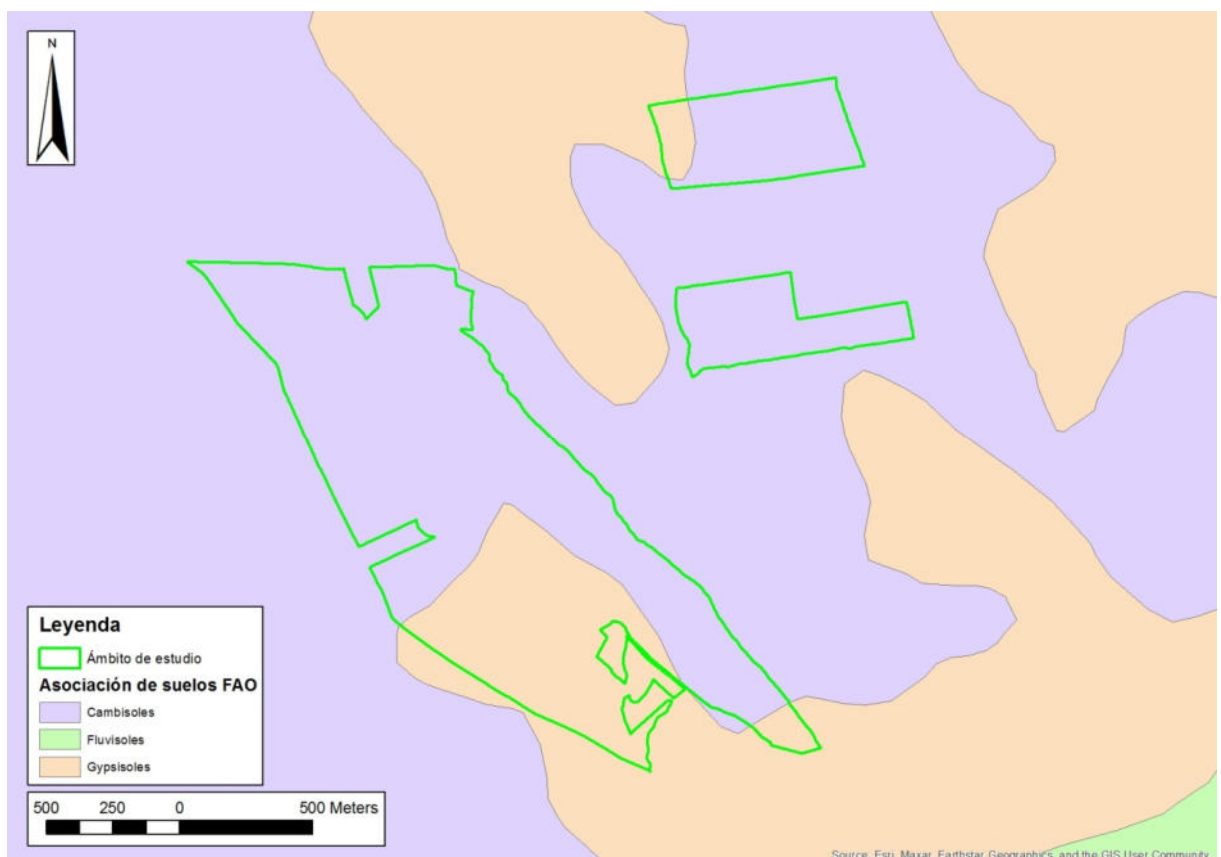 N
Leyenda
Ámbito de estudio
Asociación de suelos FAO
Cambisoles
Fluvisoles
Gypsisoles
500 250 0 500 Meters
Source: Esri, Maxar, Earthstar Geographics, and the GIS User Community